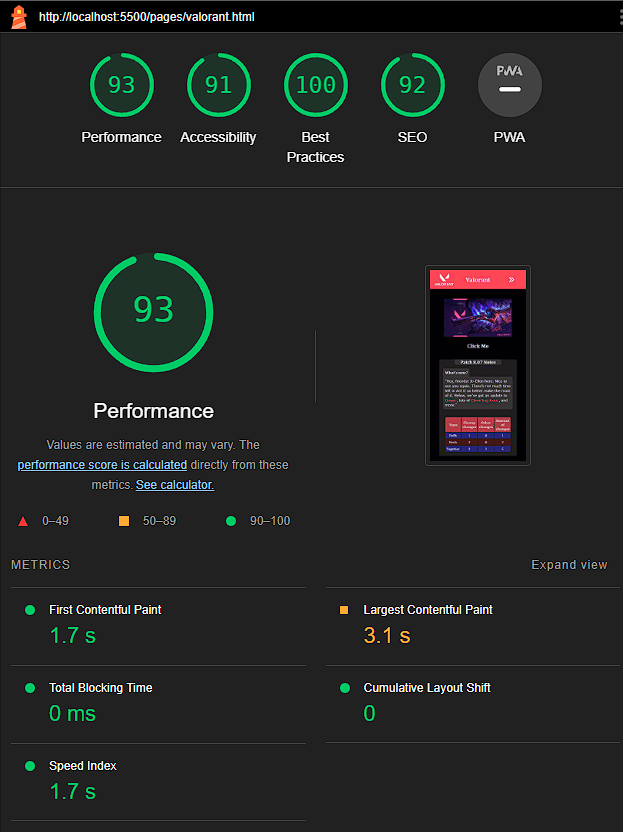 http://localhost:5500/pages/valorant.html
93
91
100
92
PWA
Performance
Accessibility
Best
Practices
SEO
PWA
93
Performance
Values are estimated and may vary. The
performance score is calculated directly from these
metrics. See calculator.
0–49
50–89
90–100
Valorant
»
Click Me
Patch 8.07 Notes
METRICS
Expand view
First Contentful Paint
1.7 s
Largest Contentful Paint
3.1 s
Total Blocking Time
0 ms
Cumulative Layout Shift
0
Speed Index
1.7 s